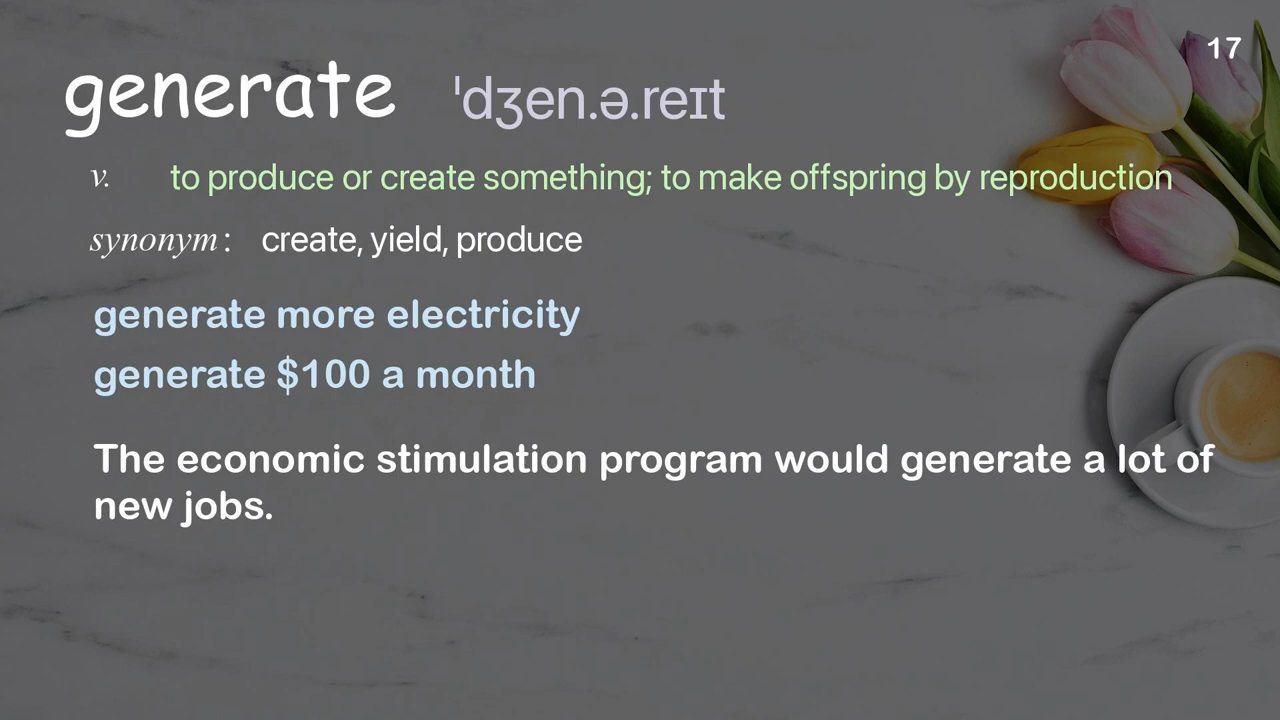 17
generate ˈdʒen.ə.reɪt
v. to produce or create something; to make offspring by reproduction
synonym: create, yield, produce
generate more electricity
generate $100 a month
The economic stimulation program would generate a lot of
new jobs.